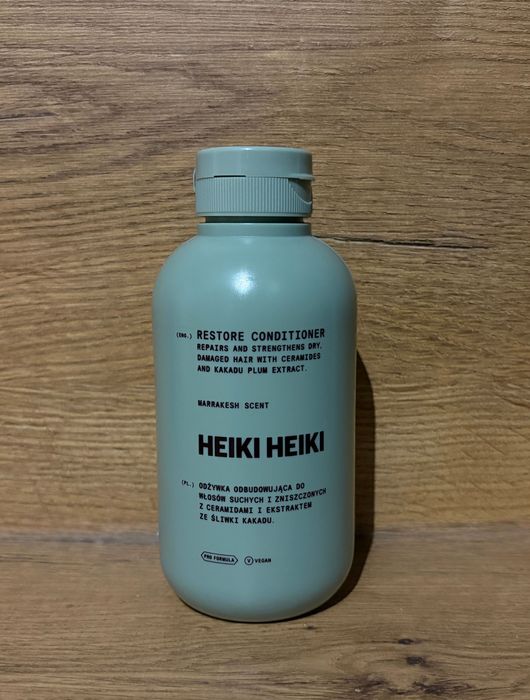 (ENG.) RESTORE CONDITIONER
REPAIRS AND STRENGTHENS DRY,
DAMAGED HAIR WITH CERAMIDES
AND KAKADU PLUM EXTRACT.
MARRAKESH SCENT
HEIKI HEIKI
(PL.) ODŻYWKA ODBUDOWUJĄCA DO
WŁOSÓW SUCHYCH I ZNISZCZONYCH
Z CERAMIDAMI I EKSTRAKTEM
ZE ŚLIWKI KAKADU.
PRO FORMULA V VEGAN